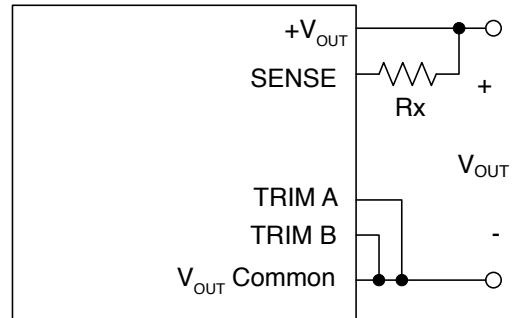 +V_OUT
SENSE
Rx
+
V_OUT
TRIM A
TRIM B
-
V_OUT Common